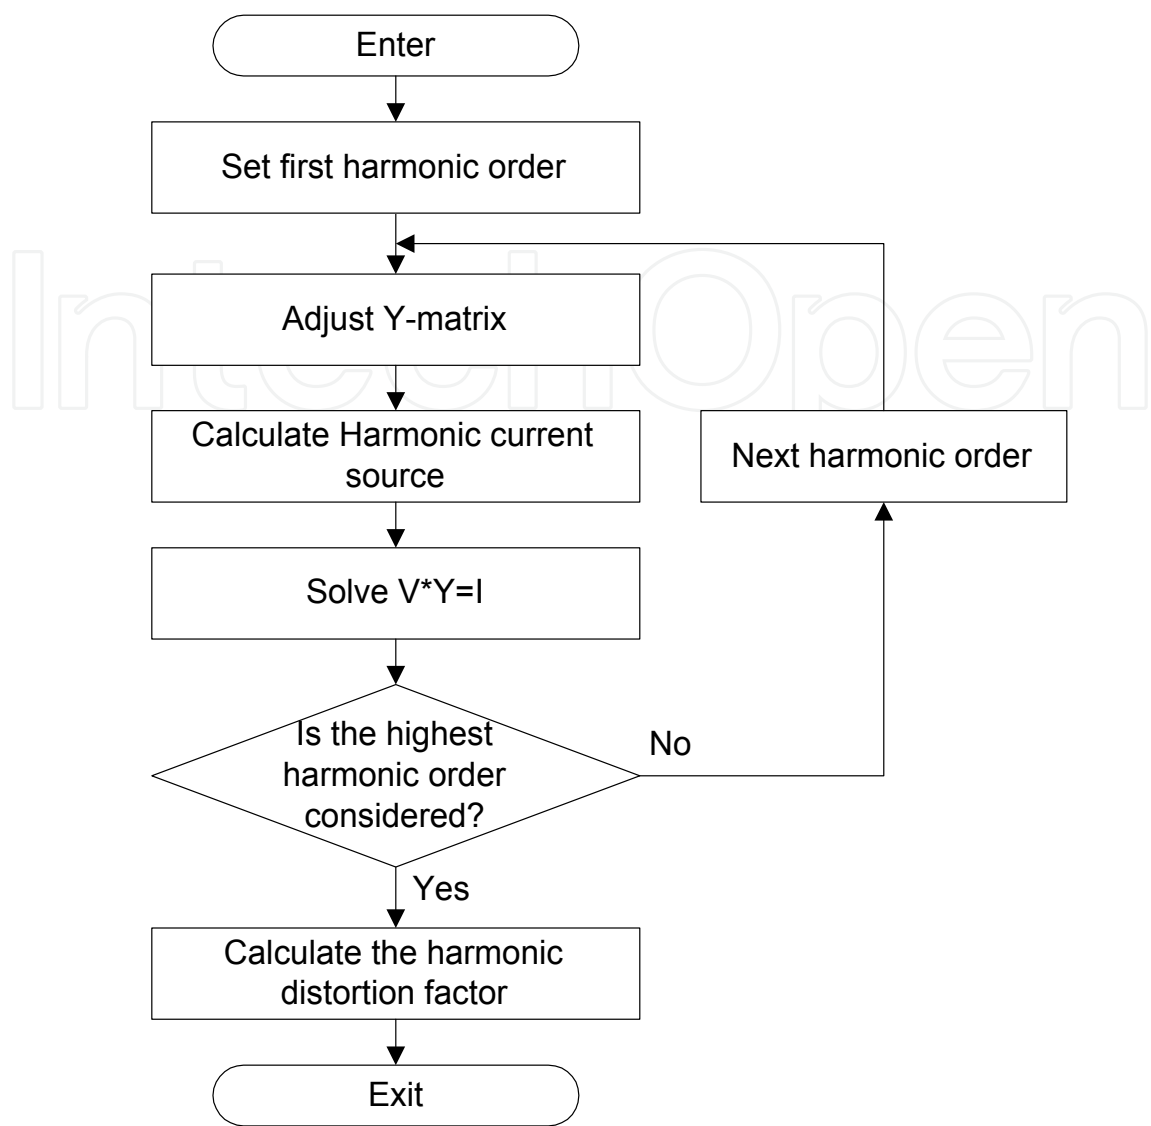 Enter
Set first harmonic order
IntechOpen
Adjust Y-matrix
Calculate Harmonic current
source
Next harmonic order
Solve V*Y=I
Is the highest
harmonic order
considered?
No
Yes
Calculate the harmonic
distortion factor
Exit